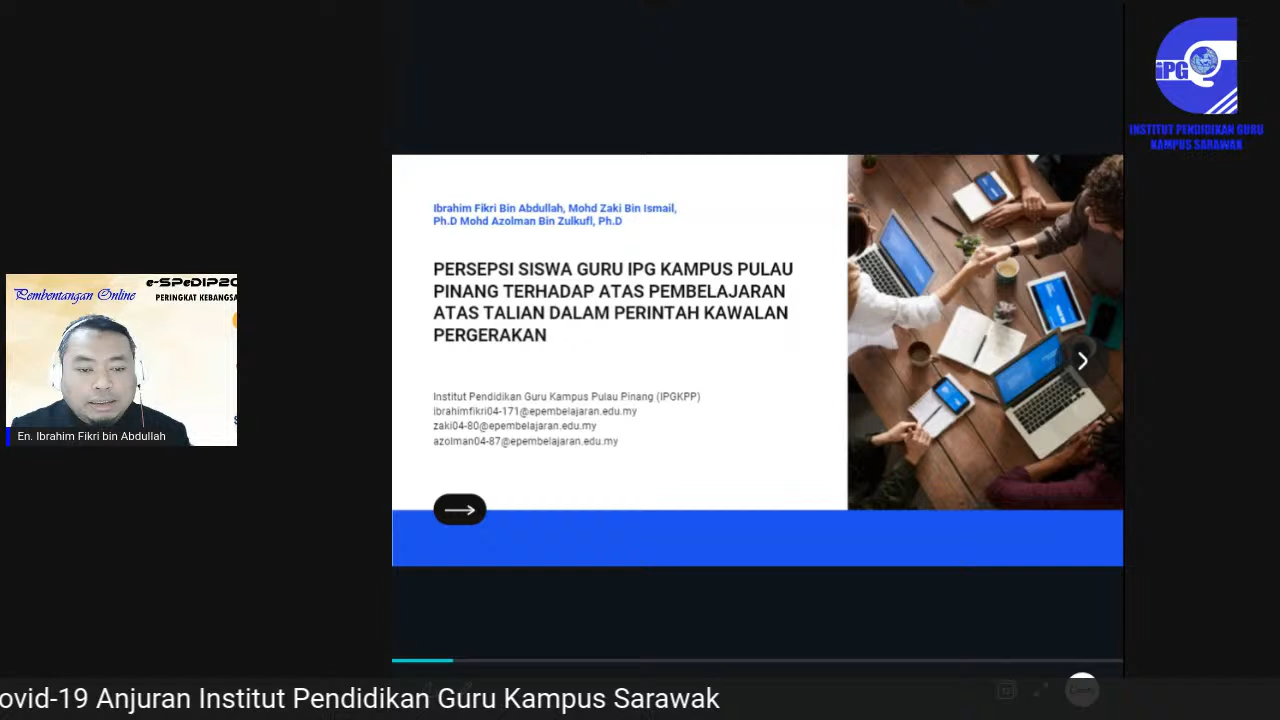 iPG
INSTITUT PENDIDIKAN GURU
KAMPUS SARAWAK
Ibrahim Fikri Bin Abdullah, Mohd Zaki Bin Ismail,
Ph.D Mohd Azolman Bin Zulkufl, Ph.D
PERSEPSI SISWA GURU IPG KAMPUS PULAU
PINANG TERHADAP ATAS PEMBELAJARAN
ATAS TALIAN DALAM PERINTAH KAWALAN
PERGERAKAN
Institut Pendidikan Guru Kampus Pulau Pinang (IPGKPP)
ibrahimfikri04-171@epembelajaran.edu.my
zaki04-80@epembelajaran.edu.my
azolman04-87@epembelajaran.edu.my
e-SPeDIP20
Pembentangan Online
PERINGKAT KEBANGSA
En. Ibrahim Fikri bin Abdullah
ovid-19 Anjuran Institut Pendidikan Guru Kampus Sarawak